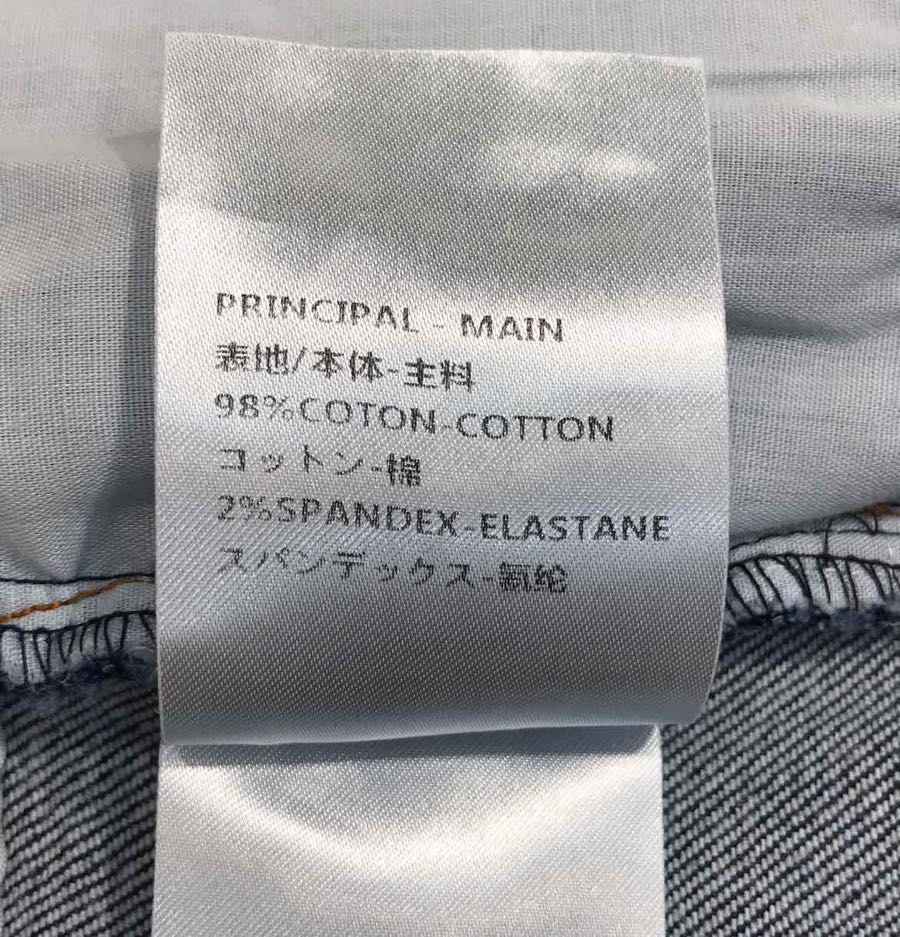 PRINCIPAL - MAIN
表地/本体-主料
98%COTON-COTTON
コットン-棉
2%SPANDEX-ELASTANE
スパンデックス-氨纶